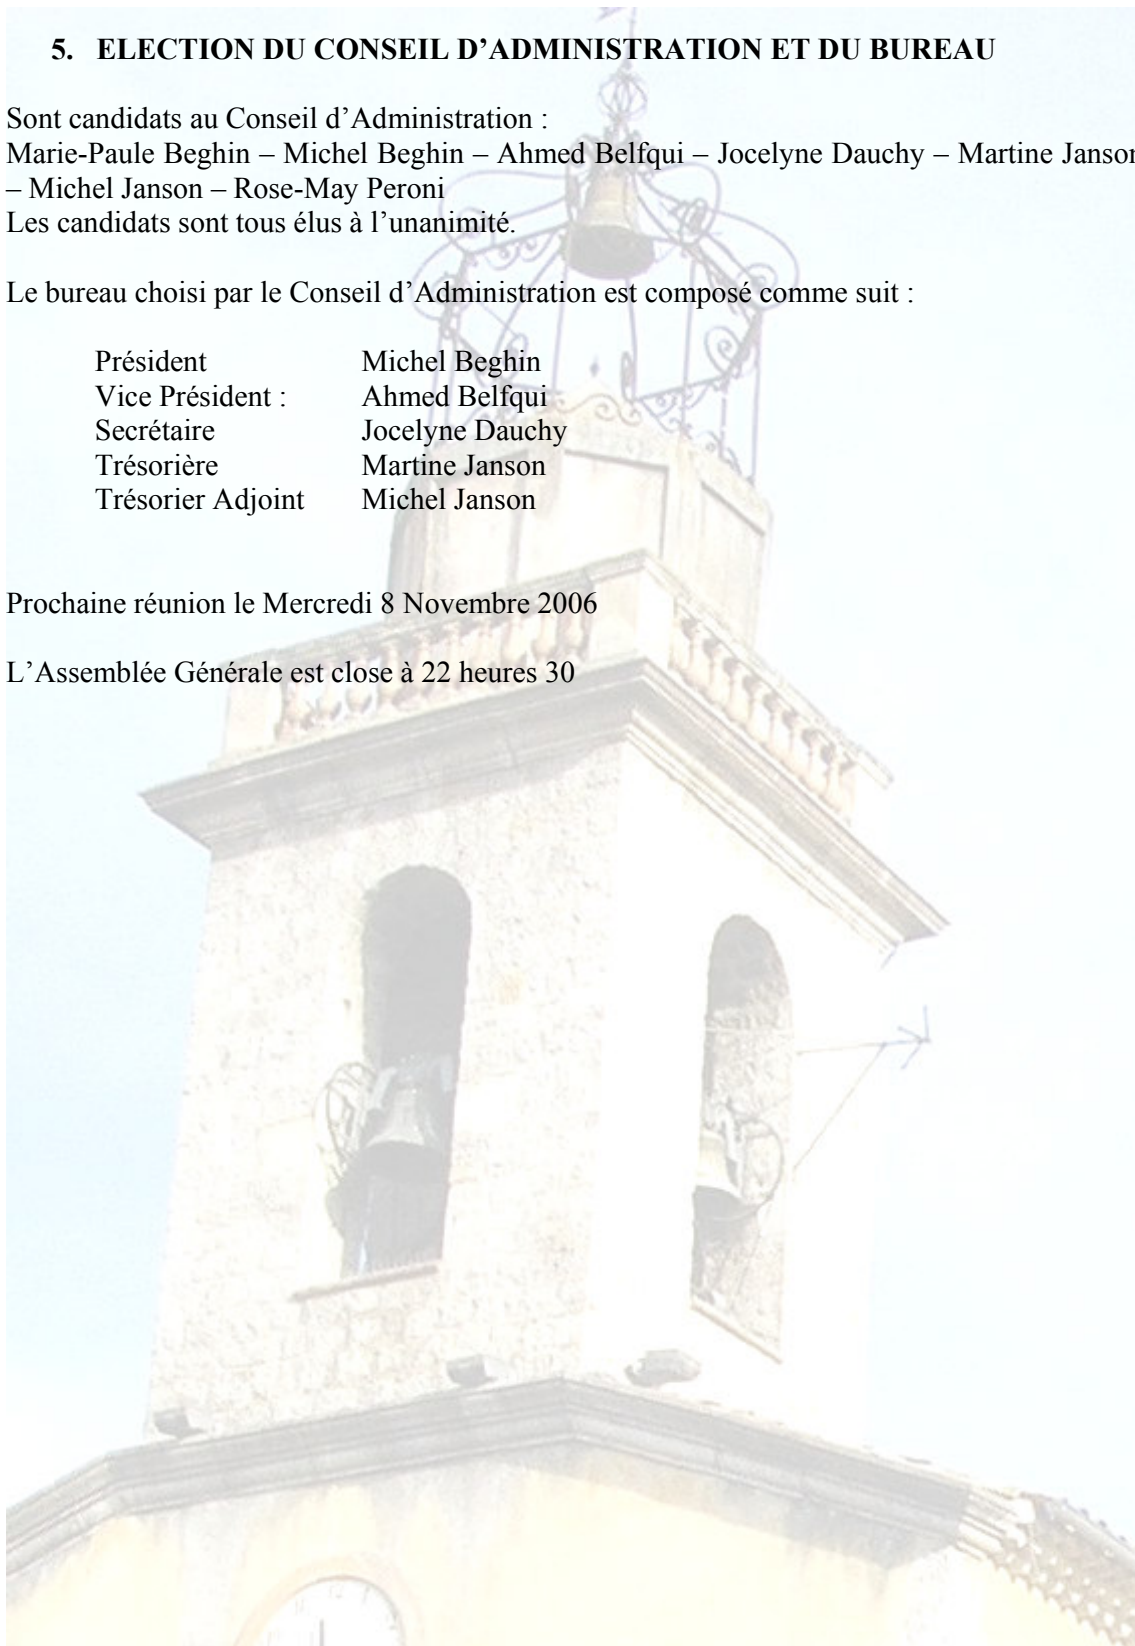 5. ELECTION DU CONSEIL D’ADMINISTRATION ET DU BUREAU
Sont candidats au Conseil d’Administration :
Marie-Paule Beghin – Michel Beghin – Ahmed Belfqui – Jocelyne Dauchy – Martine Janson
– Michel Janson – Rose-May Peroni
Les candidats sont tous élus à l’unanimité.
Le bureau choisi par le Conseil d’Administration est composé comme suit :
Président Michel Beghin
Vice Président : Ahmed Belfqui
Secrétaire Jocelyne Dauchy
Trésorière Martine Janson
Trésorier Adjoint Michel Janson
Prochaine réunion le Mercredi 8 Novembre 2006
L’Assemblée Générale est close à 22 heures 30